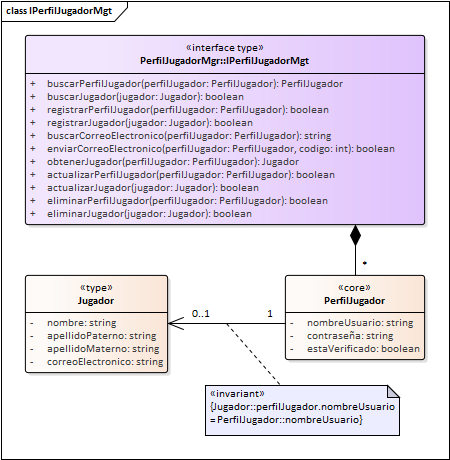 class IPerfilJugadorMgt
«interface type»
PerfilJugadorMgr::IPerfilJugadorMgt
+ buscarPerfilJugador(perfilJugador: PerfilJugador): PerfilJugador
+ buscarJugador(jugador: Jugador): boolean
+ registrarPerfilJugador(perfilJugador: PerfilJugador): boolean
+ registrarJugador(jugador: Jugador): boolean
+ buscarCorreoElectronico(perfilJugador: PerfilJugador): string
+ enviarCorreoElectronico(perfilJugador: PerfilJugador, codigo: int): boolean
+ obtenerJugador(perfilJugador: PerfilJugador): Jugador
+ actualizarPerfilJugador(perfilJugador: PerfilJugador): boolean
+ actualizarJugador(jugador: Jugador): boolean
+ eliminarPerfilJugador(perfilJugador: PerfilJugador): boolean
+ eliminarJugador(jugador: Jugador): boolean
*
«type»
Jugador
- nombre: string
- apellidoPaterno: string
- apellidoMaterno: string
- correoElectronico: string
0..1
1
«core»
PerfilJugador
- nombreUsuario: string
- contraseña: string
- estaVerificado: boolean
«invariant»
{Jugador::perfilJugador.nombreUsuario
= PerfilJugador::nombreUsuario}